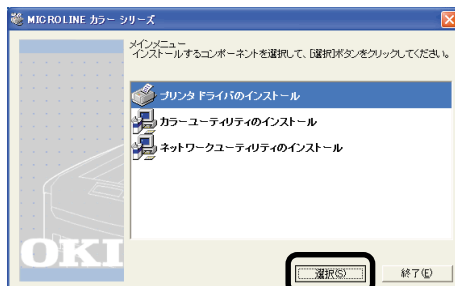 MICROLINE カラー シリーズ
メインメニュー
インストールするコンポーネントを選択して、[選択]ボタンをクリックしてください。
プリンタドライバのインストール
カラーユーティリティのインストール
ネットワークユーティリティのインストール
OKI
選択(S)
終了(E)